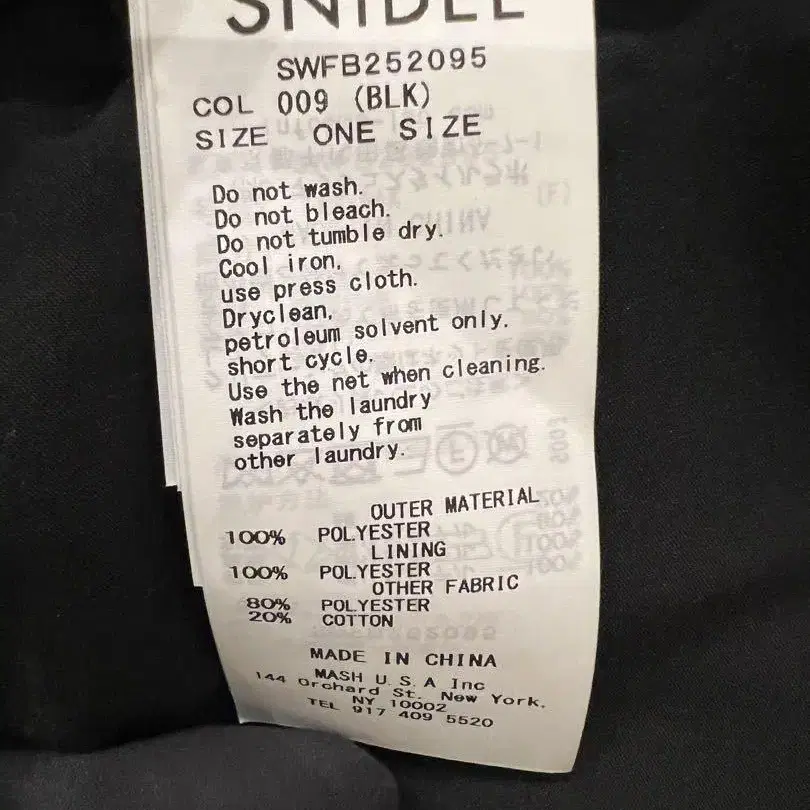 SNIDEL
SWFB252095
COL 009 (BLK)
SIZE ONE SIZE
Do not wash.
Do not bleach.
Do not tumble dry.
Cool iron,
use press cloth.
Dryclean,
petroleum solvent only,
short cycle.
Use the net when cleaning.
Wash the laundry
separately from
other laundry.
OUTER MATERIAL
100% POLYESTER
LINING
100% POLYESTER
OTHER FABRIC
80% POLYESTER
20% COTTON
MADE IN CHINA
MASH U.S.A Inc
144 Orchard St. New York,
NY 10002
TEL 917 409 5520